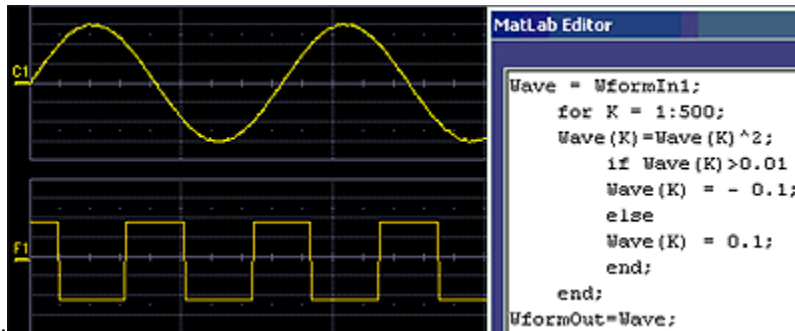 C1
F1
MatLab Editor
Wave = WformIn1;
for K = 1:500;
Wave(K)=Wave(K)^2;
if Wave(K)>0.01
Wave(K) = - 0.1;
else
Wave(K) = 0.1;
end;
end;
WformOut=Wave;